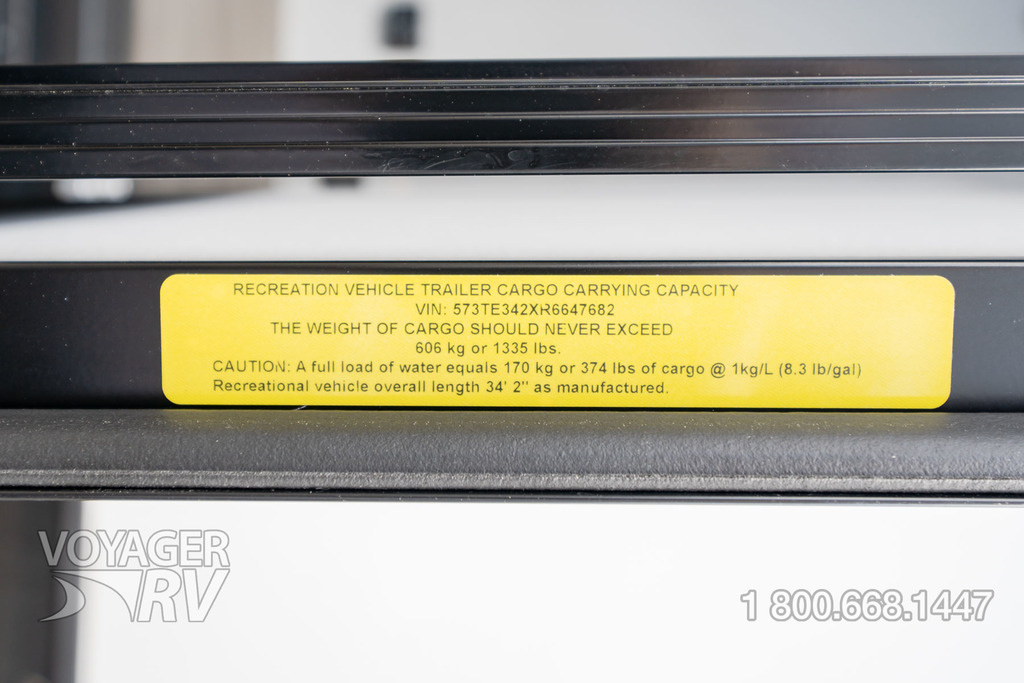 RECREATION VEHICLE TRAILER CARGO CARRYING CAPACITY
VIN: 573TE342XR6647682
THE WEIGHT OF CARGO SHOULD NEVER EXCEED
606 kg or 1335 lbs.
CAUTION: A full load of water equals 170 kg or 374 lbs of cargo @ 1kg/L (8.3 lb/gal)
Recreational vehicle overall length 34' 2" as manufactured.
VOYAGER
RV
1 800.668.1447